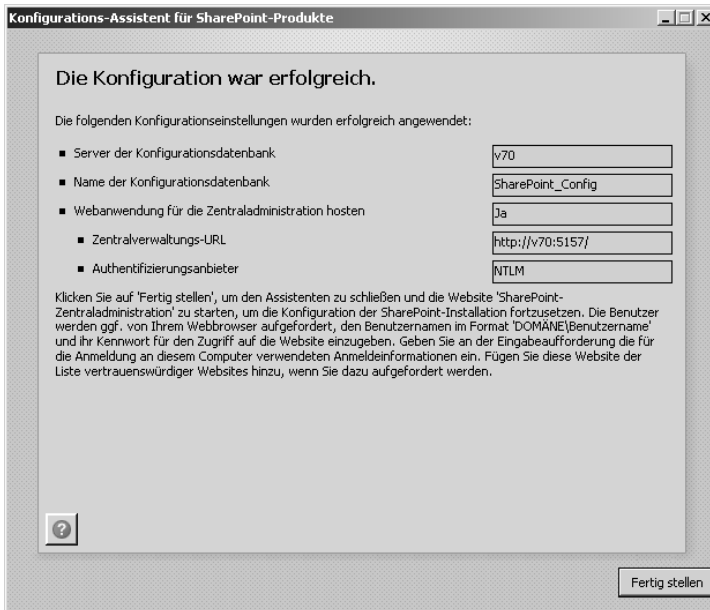 Konfigurations-Assistent für SharePoint-Produkte
Die Konfiguration war erfolgreich.
Die folgenden Konfigurationseinstellungen wurden erfolgreich angewendet:
Server der Konfigurationsdatenbank v70
Name der Konfigurationsdatenbank SharePoint_Config
Webanwendung für die Zentraladministration hosten Ja
Zentralverwaltungs-URL http://v70:5157/
Authentifizierungsanbieter NTLM
Klicken Sie auf 'Fertig stellen', um den Assistenten zu schließen und die Website 'SharePoint-
Zentraladministration' zu starten, um die Konfiguration der SharePoint-Installation fortzusetzen. Die Benutzer
werden ggf. von Ihrem Webbrowser aufgefordert, den Benutzernamen im Format 'DOMÄNE\Benutzername'
und ihr Kennwort für den Zugriff auf die Website einzugeben. Geben Sie an der Eingabeaufforderung die für
die Anmeldung an diesem Computer verwendeten Anmeldeinformationen ein. Fügen Sie diese Website der
Liste vertrauenswürdiger Websites hinzu, wenn Sie dazu aufgefordert werden.
?
Fertig stellen